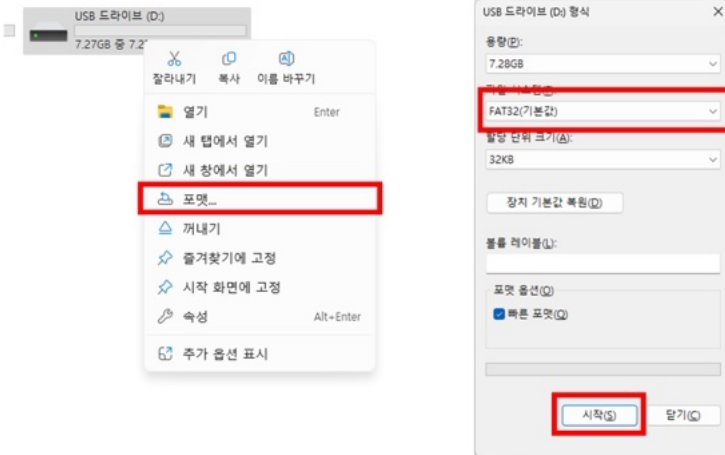 USB 드라이브 (D:)
7.27GB 중 7.2
잘라내기 복사 이름 바꾸기
열기 Enter
새 탭에서 열기
새 창에서 열기
포맷...
꺼내기
즐겨찾기에 고정
시작 화면에 고정
속성 Alt+Enter
추가 옵션 표시
USB 드라이브 (D:) 형식
용량(P):
7.28GB
파일 시스템(F):
FAT32(기본값)
할당 단위 크기(A):
32KB
장치 기본값 복원(D)
볼륨 레이블(L):
포맷 옵션(O)
빠른 포맷(Q)
시작(S) 닫기(C)